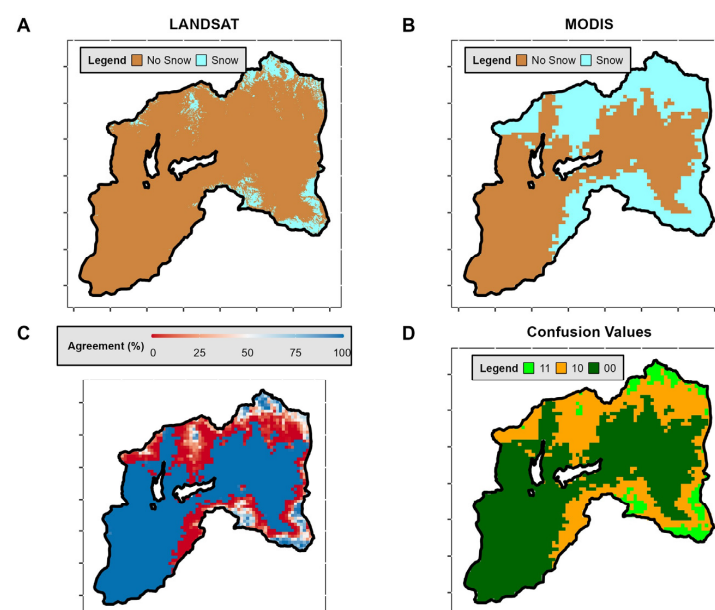 A
LANDSAT
Legend No Snow Snow
B
MODIS
Legend No Snow Snow
C
Agreement (%)
0 25 50 75 100
D
Confusion Values
Legend 11 10 00